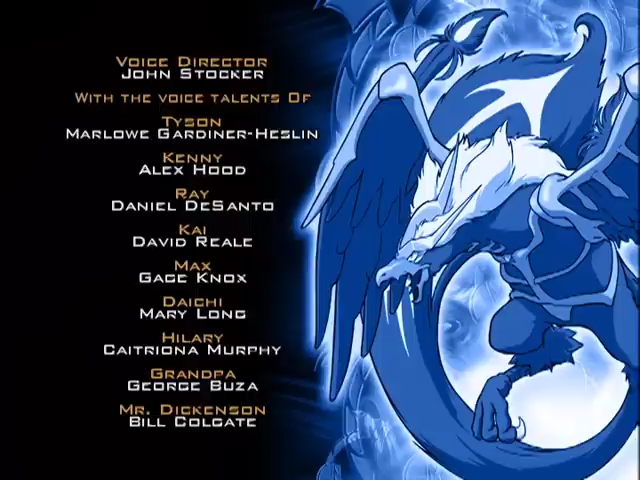 Voice Director
John Stocker
With the voice talents Of
Tyson
Marlowe Gardiner-Heslin
Kenny
Alex Hood
Ray
Daniel DeSanto
Kai
David Reale
Max
Gage Knox
Daichi
Mary Long
Hilary
Caitriona Murphy
Grandpa
George Buza
Mr. Dickenson
Bill Colgate